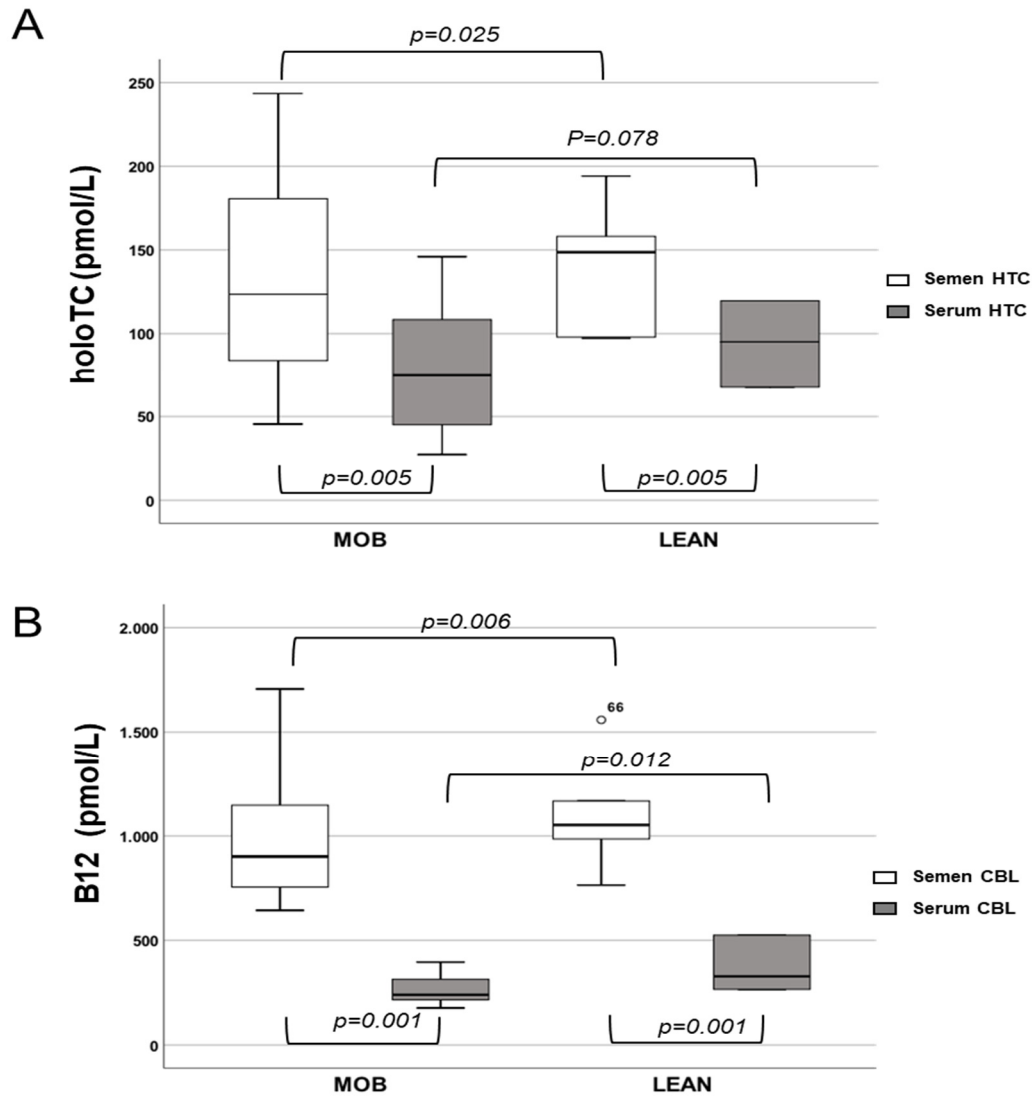 A
p=0.025
250
P=0.078
200
holoTC (pmol/L)
150
Semen HTC
Serum HTC
100
50
p=0.005
p=0.005
0
MOB
LEAN
B
2.000
p=0.006
66
1.500
p=0.012
B12 (pmol/L)
1.000
Semen CBL
Serum CBL
500
p=0.001
p=0.001
0
MOB
LEAN